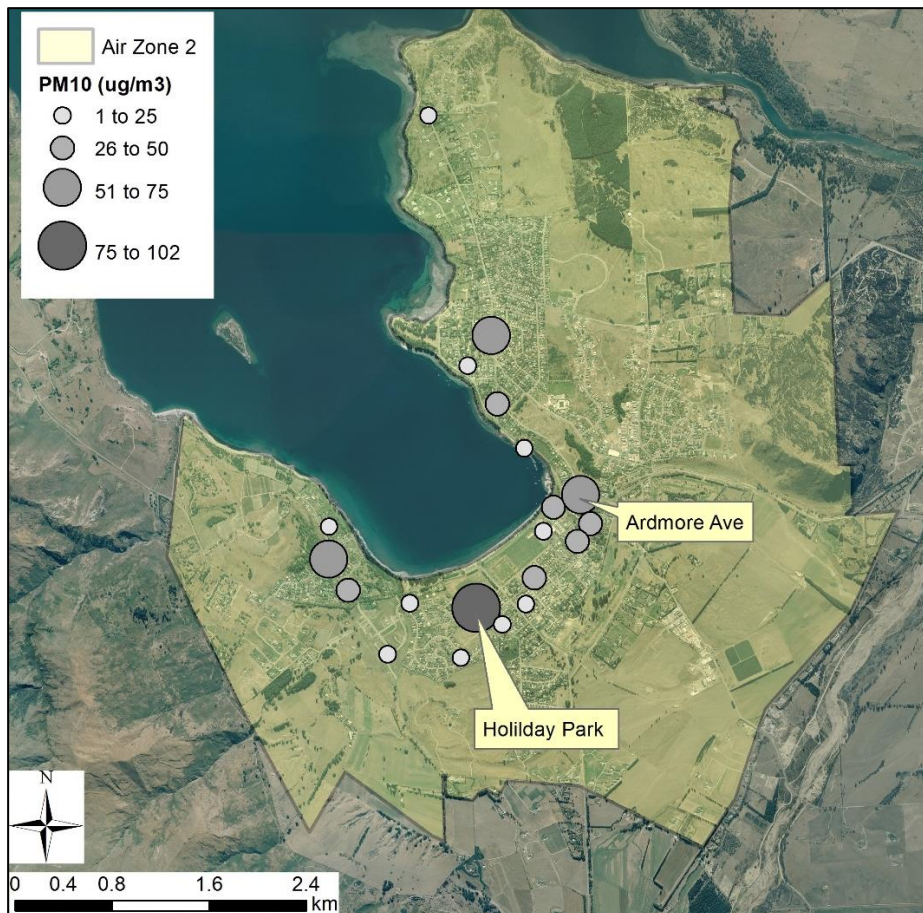 Air Zone 2
PM10 (ug/m3)
1 to 25
26 to 50
51 to 75
75 to 102
Ardmore Ave
Holilday Park
N
0 0.4 0.8 1.6 2.4
km